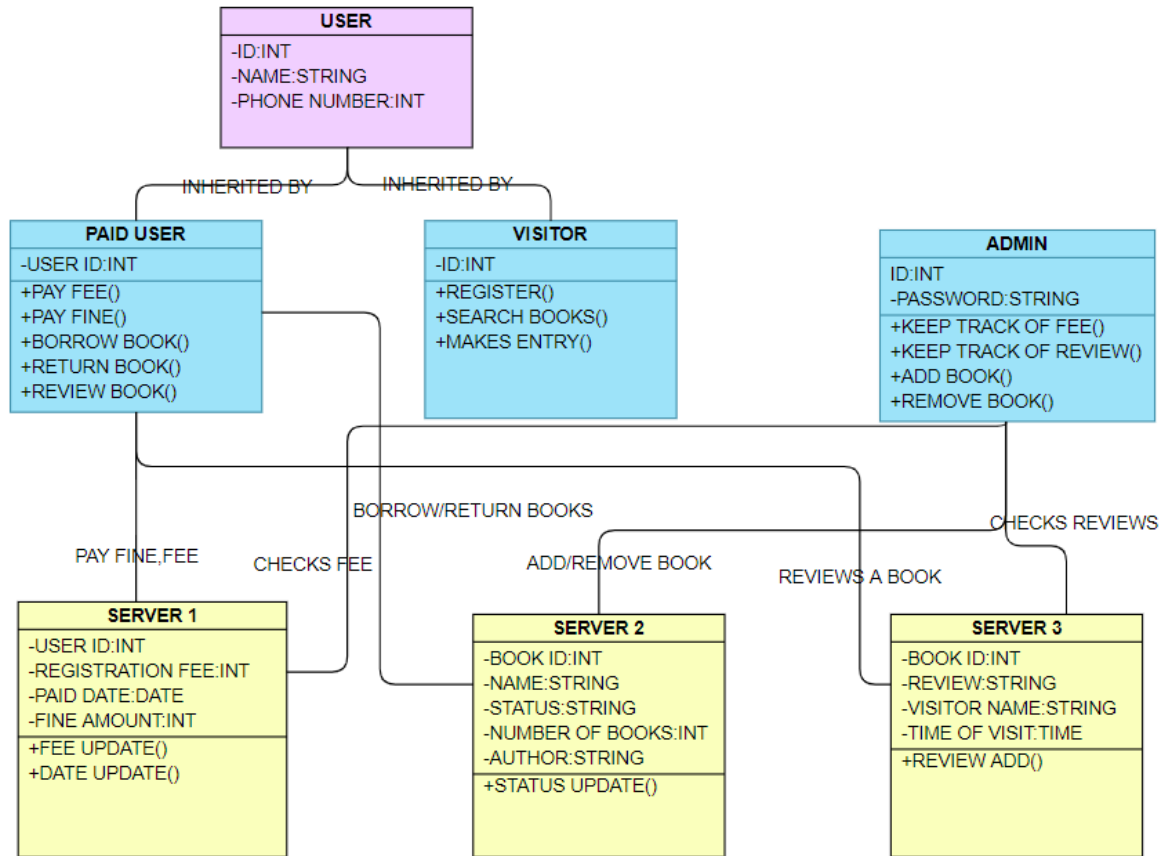 USER
-ID:INT
-NAME:STRING
-PHONE NUMBER:INT
INHERITED BY
INHERITED BY
PAID USER
-USER ID:INT
+PAY FEE()
+PAY FINE()
+BORROW BOOK()
+RETURN BOOK()
+REVIEW BOOK()
VISITOR
-ID:INT
+REGISTER()
+SEARCH BOOKS()
+MAKES ENTRY()
ADMIN
ID:INT
-PASSWORD:STRING
+KEEP TRACK OF FEE()
+KEEP TRACK OF REVIEW()
+ADD BOOK()
+REMOVE BOOK()
BORROW/RETURN BOOKS
CHECKS REVIEWS
PAY FINE,FEE
CHECKS FEE
ADD/REMOVE BOOK
REVIEWS A BOOK
SERVER 1
-USER ID:INT
-REGISTRATION FEE:INT
-PAID DATE:DATE
-FINE AMOUNT:INT
+FEE UPDATE()
+DATE UPDATE()
SERVER 2
-BOOK ID:INT
-NAME:STRING
-STATUS:STRING
-NUMBER OF BOOKS:INT
-AUTHOR:STRING
+STATUS UPDATE()
SERVER 3
-BOOK ID:INT
-REVIEW:STRING
-VISITOR NAME:STRING
-TIME OF VISIT:TIME
+REVIEW ADD()